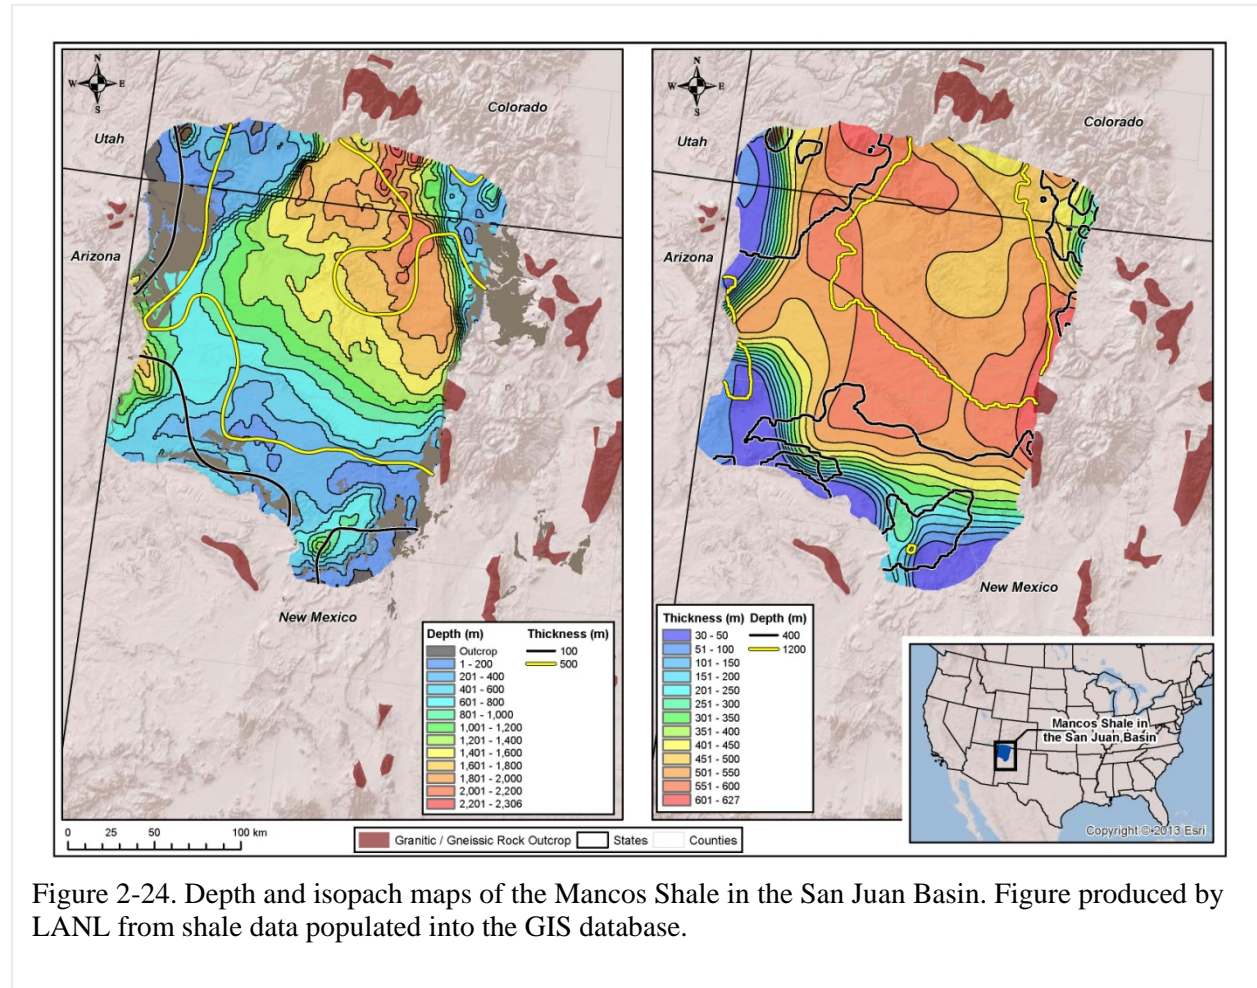 N
W E
S
Colorado
Utah
Arizona
New Mexico
Depth (m) Thickness (m)
Outcrop 100
1 - 200 500
201 - 400
401 - 600
601 - 800
801 - 1,000
1,001 - 1,200
1,201 - 1,400
1,401 - 1,600
1,601 - 1,800
1,801 - 2,000
2,001 - 2,200
2,201 - 2,306
N
W E
S
Colorado
Utah
Arizona
New Mexico
Thickness (m) Depth (m)
30 - 50 400
51 - 100 1200
101 - 150
151 - 200
201 - 250
251 - 300
301 - 350
351 - 400
401 - 450
451 - 500
501 - 550
551 - 600
601 - 627
Mancos Shale in
the San Juan Basin
Copyright:© 2013 Esri
0 25 50 100 km
Granitic / Gneissic Rock Outcrop States Counties
Figure 2-24. Depth and isopach maps of the Mancos Shale in the San Juan Basin. Figure produced by
LANL from shale data populated into the GIS database.